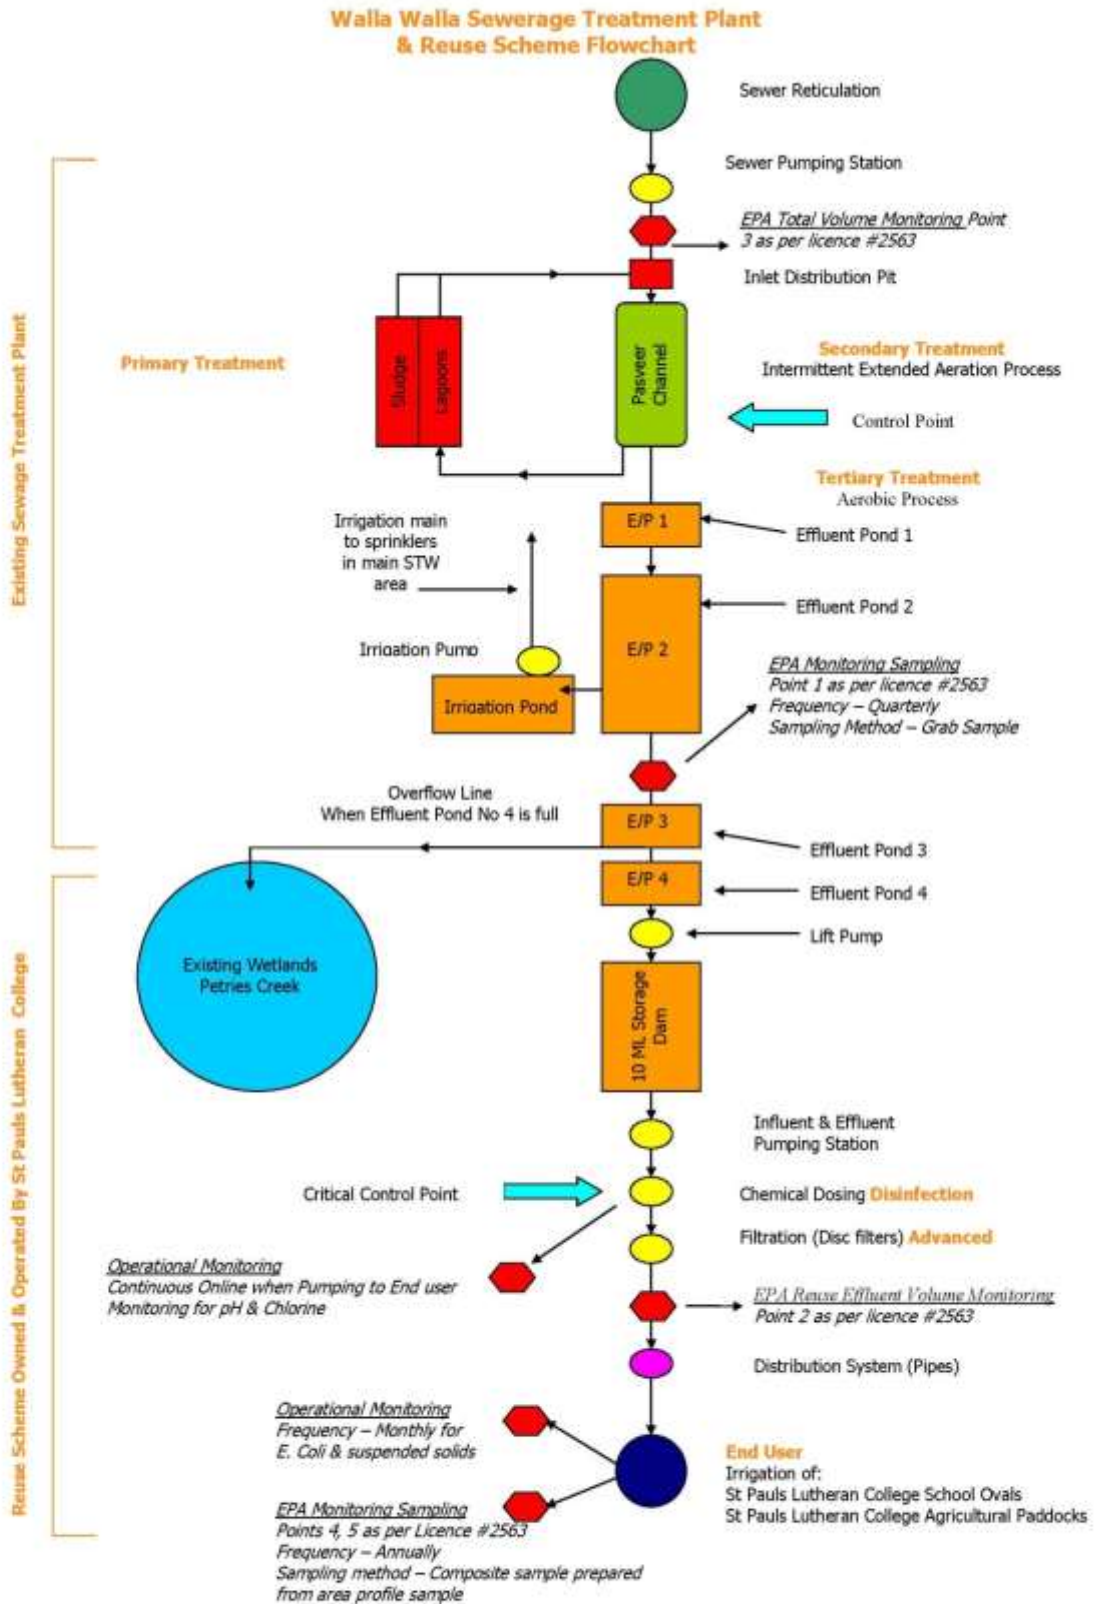 Walla Walla Sewerage Treatment Plant
& Reuse Scheme Flowchart
Sewer Reticulation
Sewer Pumping Station
EPA Total Volume Monitoring Point
3 as per licence #2563
Inlet Distribution Pit
Existing Sewage Treatment Plant
Primary Treatment
Sludge
Lagoons
Pasveer
Channel
Secondary Treatment
Intermittent Extended Aeration Process
Control Point
Tertiary Treatment
Aerobic Process
Irrigation main
to sprinklers
in main STW
area
E/P 1
Effluent Pond 1
Effluent Pond 2
Irrigation Pump
E/P 2
Irrigation Pond
EPA Monitoring Sampling
Point 1 as per licence #2563
Frequency – Quarterly
Sampling Method – Grab Sample
Overflow Line
When Effluent Pond No 4 is full
E/P 3
Effluent Pond 3
E/P 4
Effluent Pond 4
Lift Pump
Reuse Scheme Owned & Operated By St Pauls Lutheran College
Existing Wetlands
Petries Creek
10 ML Storage
Dam
Influent & Effluent
Pumping Station
Critical Control Point
Chemical Dosing Disinfection
Filtration (Disc filters) Advanced
Operational Monitoring
Continuous Online when Pumping to End user
Monitoring for pH & Chlorine
EPA Reuse Effluent Volume Monitoring
Point 2 as per licence #2563
Distribution System (Pipes)
Operational Monitoring
Frequency – Monthly for
E. Coli & suspended solids
End User
Irrigation of:
St Pauls Lutheran College School Ovals
St Pauls Lutheran College Agricultural Paddocks
EPA Monitoring Sampling
Points 4, 5 as per Licence #2563
Frequency – Annually
Sampling method – Composite sample prepared
from area profile sample